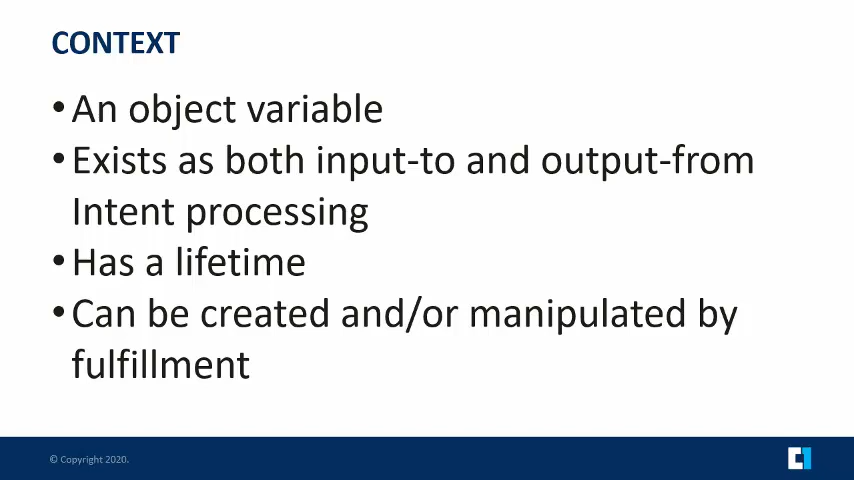 CONTEXT
•An object variable
•Exists as both input-to and output-from
Intent processing
•Has a lifetime
•Can be created and/or manipulated by
fulfillment
© Copyright 2020.